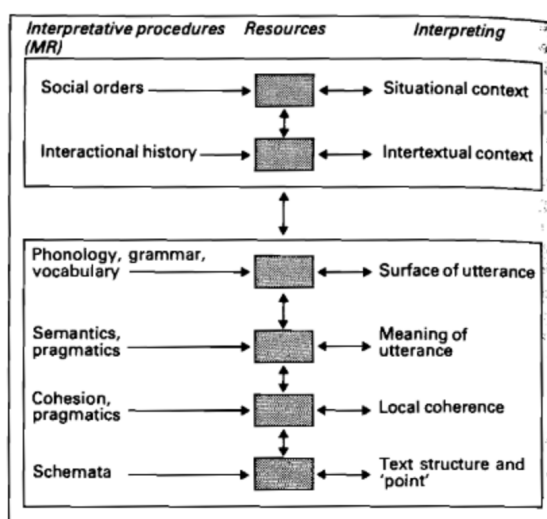 Interpretative procedures Resources Interpreting
(MR)
Social orders Situational context
Interactional history Intertextual context
Phonology, grammar,
vocabulary Surface of utterance
Semantics, Meaning of
pragmatics utterance
Cohesion,
pragmatics Local coherence
Schemata Text structure and
'point'